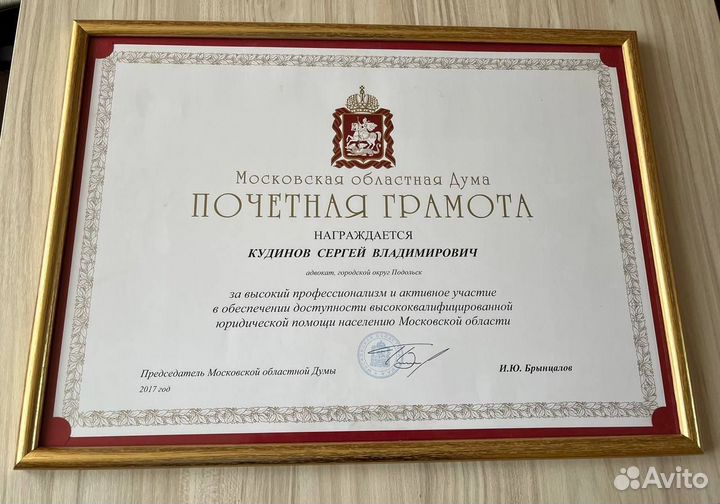 Московская областная Дума
ПОЧЕТНАЯ ГРАМОТА
НАГРАЖДАЕТСЯ
КУДИНОВ СЕРГЕЙ ВЛАДИМИРОВИЧ
адвокат, городской округ Подольск
за высокий профессионализм и активное участие
в обеспечении доступности высококвалифицированной
юридической помощи населению Московской области
Председатель Московской областной Думы
И.Ю. Брынцалов
2017 год
Avito